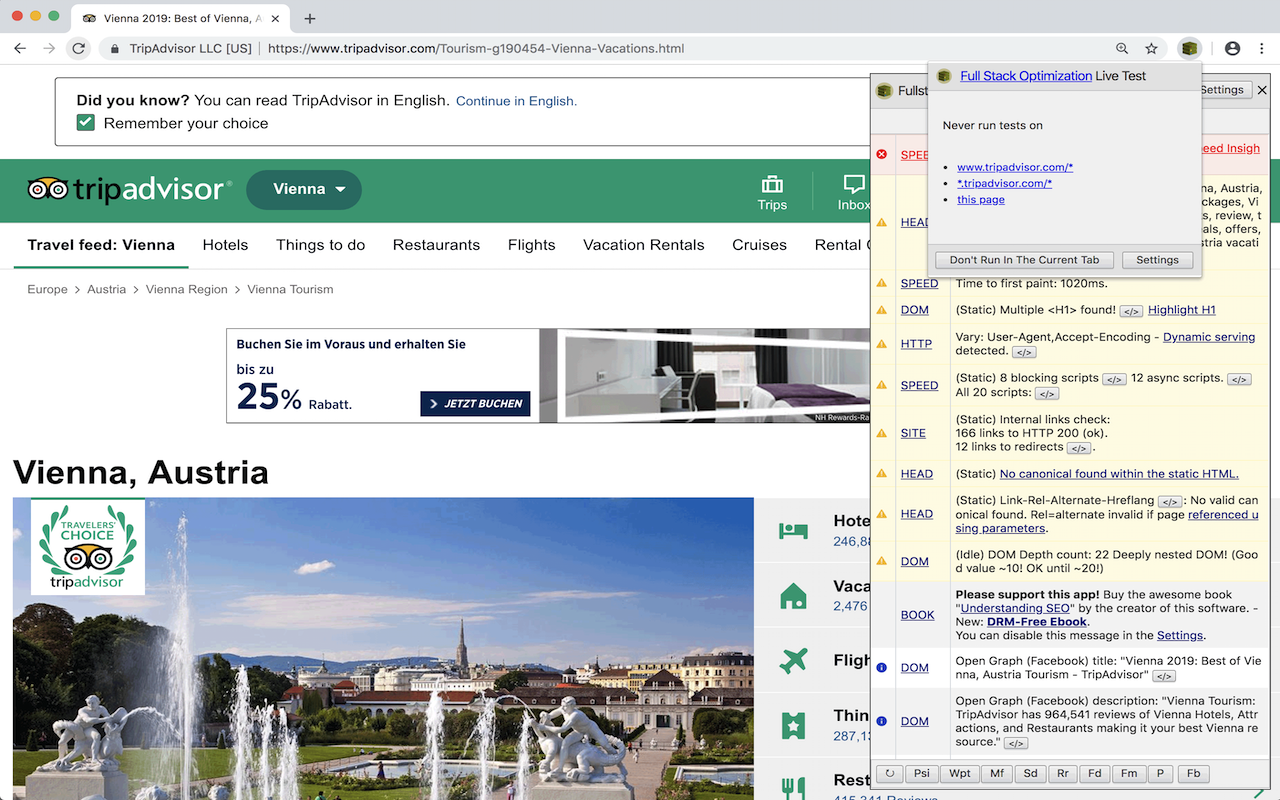 Vienna 2019: Best of Vienna, A
TripAdvisor LLC [US]
https://www.tripadvisor.com/Tourism-g190454-Vienna-Vacations.html
Did you know? You can read TripAdvisor in English. Continue in English.
Remember your choice
tripadvisor
Vienna
Trips
Inbox
Travel feed: Vienna
Hotels
Things to do
Restaurants
Flights
Vacation Rentals
Cruises
Rental
Europe > Austria > Vienna Region > Vienna Tourism
Buchen Sie im Voraus und erhalten Sie
bis zu
25% Rabatt.
> JETZT BUCHEN
NH Rewards-Ra
Vienna, Austria
TRAVELERS'
CHOICE
tripadvisor
Hote
246,88
Vaca
2,476
Fligh
Thin
287,13
Rest
415,341 Reviews
Full Stack Optimization Live Test
Never run tests on
www.tripadvisor.com/*
*.tripadvisor.com/*
this page
Don't Run In The Current Tab
Settings
Fullst
Settings
SPEE
eed Insigh
HEAD
na, Austria,
ckages, Vi
s, review, t
als, offers,
stria vacati
SPEED
Time to first paint: 1020ms.
DOM
(Static) Multiple <H1> found! </> Highlight H1
HTTP
Vary: User-Agent,Accept-Encoding - Dynamic serving
detected. </>
SPEED
(Static) 8 blocking scripts </> 12 async scripts. </>
All 20 scripts: </>
SITE
(Static) Internal links check:
166 links to HTTP 200 (ok).
12 links to redirects </>.
HEAD
(Static) No canonical found within the static HTML.
HEAD
(Static) Link-Rel-Alternate-Hreflang </>: No valid can
onical found. Rel=alternate invalid if page referenced u
sing parameters.
DOM
(Idle) DOM Depth count: 22 Deeply nested DOM! (Goo
d value ~10! OK until ~20!)
BOOK
Please support this app! Buy the awesome book
"Understanding SEO" by the creator of this software. -
New: DRM-Free Ebook.
You can disable this message in the Settings.
DOM
Open Graph (Facebook) title: "Vienna 2019: Best of Vie
nna, Austria Tourism - TripAdvisor" </>
DOM
Open Graph (Facebook) description: "Vienna Tourism:
TripAdvisor has 964,541 reviews of Vienna Hotels, Attr
actions, and Restaurants making it your best Vienna re
source." </>
Psi
Wpt
Mf
Sd
Rr
Fd
Fm
P
Fb